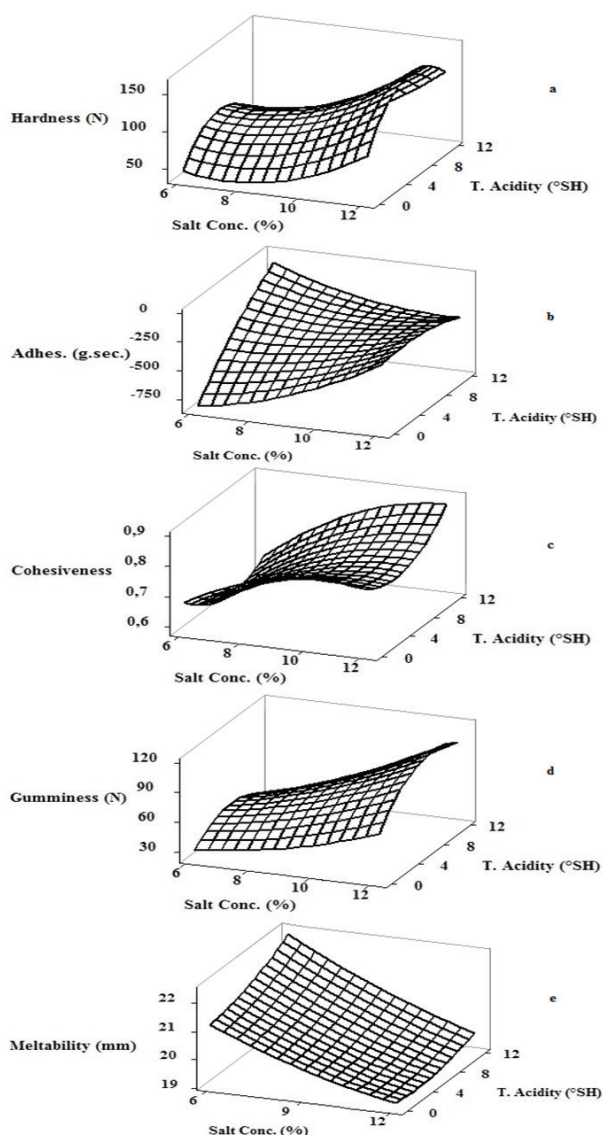 150
a
Hardness (N)
100
12
50
8
T. Acidity (°SH)
4
6
8
0
10
Salt Conc. (%)
12
0
b
-250
Adhes. (g.sec.)
12
-500
8
-750
4
T. Acidity (°SH)
6
8
0
10
Salt Conc. (%)
12
0,9
0,8
c
Cohesiveness
0,7
12
0,6
8
4
T. Acidity (°SH)
6
8
0
10
Salt Conc. (%)
12
120
d
90
Gumminess (N)
60
12
30
8
4
T. Acidity (°SH)
6
8
0
10
Salt Conc. (%)
12
22
e
21
Meltability (mm)
20
12
19
8
4
T. Acidity (°SH)
6
0
9
Salt Conc. (%)
12